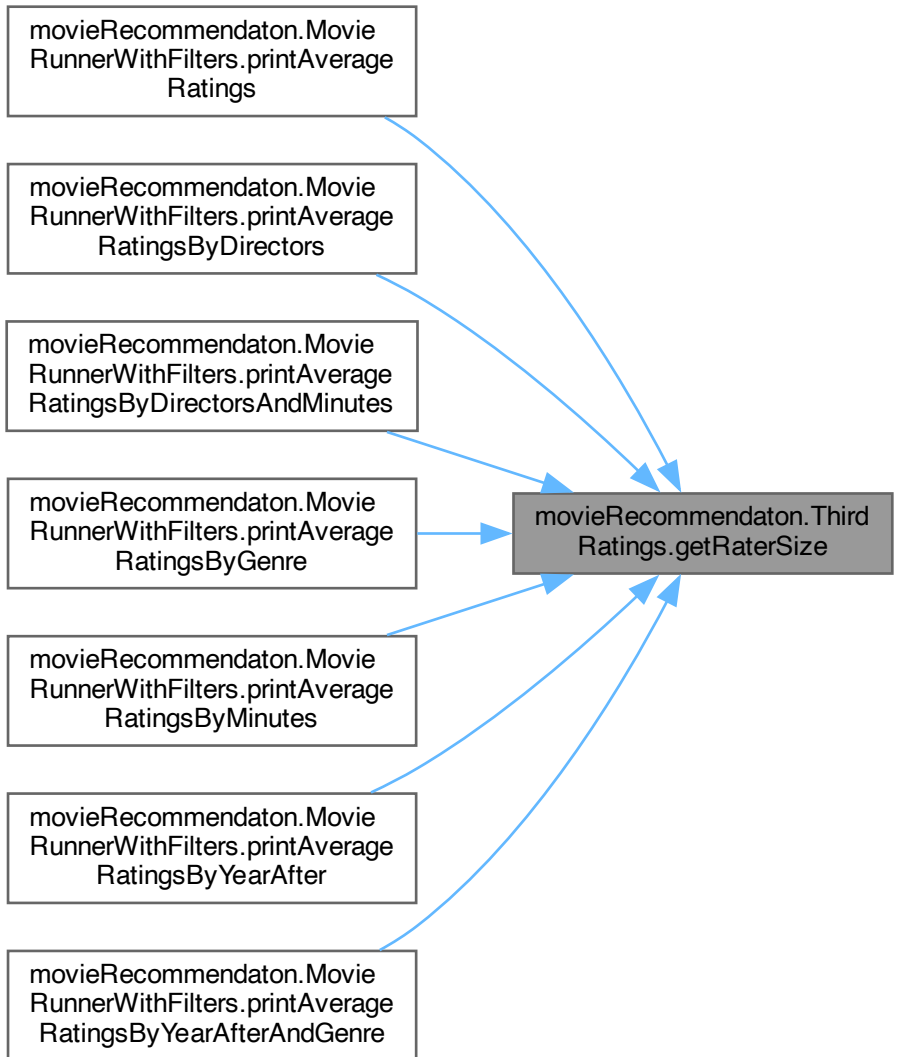 movieRecommendaton.Movie
RunnerWithFilters.printAverage
Ratings
movieRecommendaton.Movie
RunnerWithFilters.printAverage
RatingsByDirectors
movieRecommendaton.Movie
RunnerWithFilters.printAverage
RatingsByDirectorsAndMinutes
movieRecommendaton.Movie
RunnerWithFilters.printAverage
RatingsByGenre
movieRecommendaton.Third
Ratings.getRaterSize
movieRecommendaton.Movie
RunnerWithFilters.printAverage
RatingsByMinutes
movieRecommendaton.Movie
RunnerWithFilters.printAverage
RatingsByYearAfter
movieRecommendaton.Movie
RunnerWithFilters.printAverage
RatingsByYearAfterAndGenre